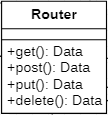 Router
+get(): Data
+post(): Data
+put(): Data
+delete(): Data